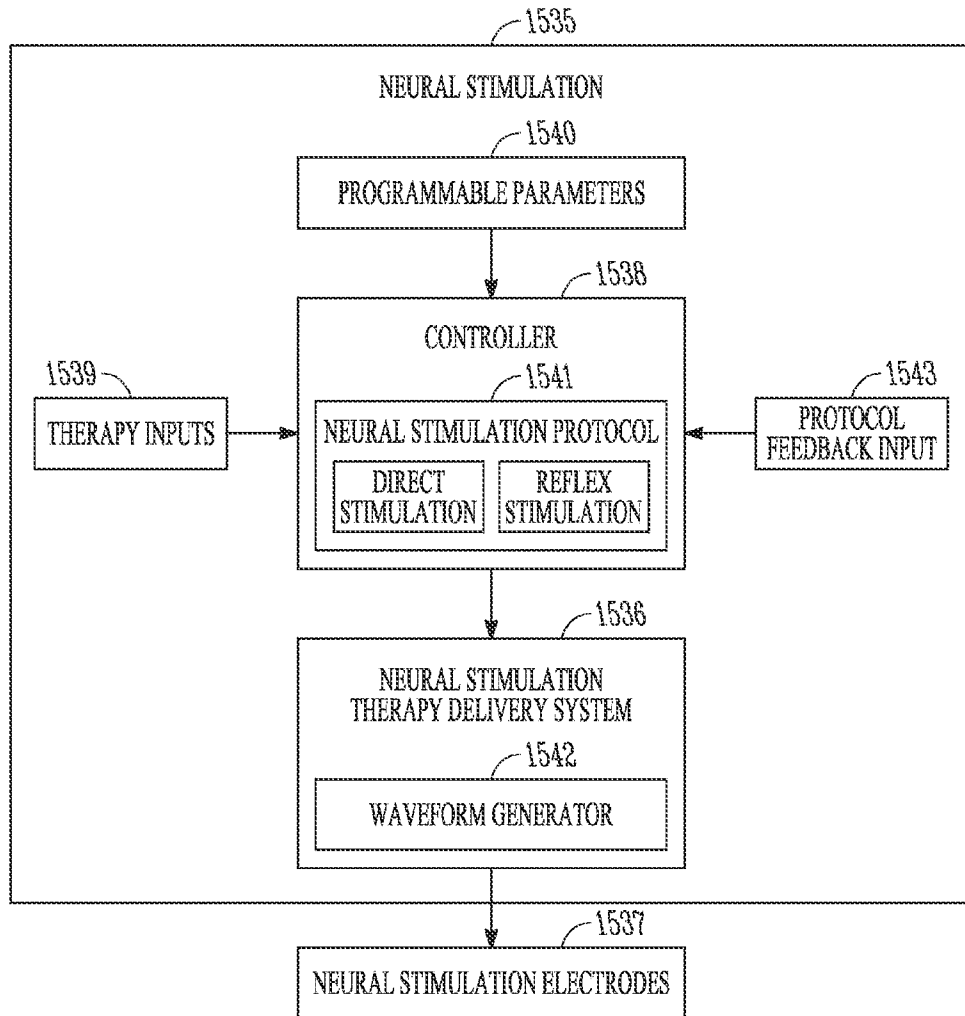 1535
NEURAL STIMULATION
1540
PROGRAMMABLE PARAMETERS
1538
CONTROLLER
1539
1541
1543
THERAPY INPUTS
NEURAL STIMULATION PROTOCOL
PROTOCOL
FEEDBACK INPUT
DIRECT
STIMULATION
REFLEX
STIMULATION
1536
NEURAL STIMULATION
THERAPY DELIVERY SYSTEM
1542
WAVEFORM GENERATOR
1537
NEURAL STIMULATION ELECTRODES